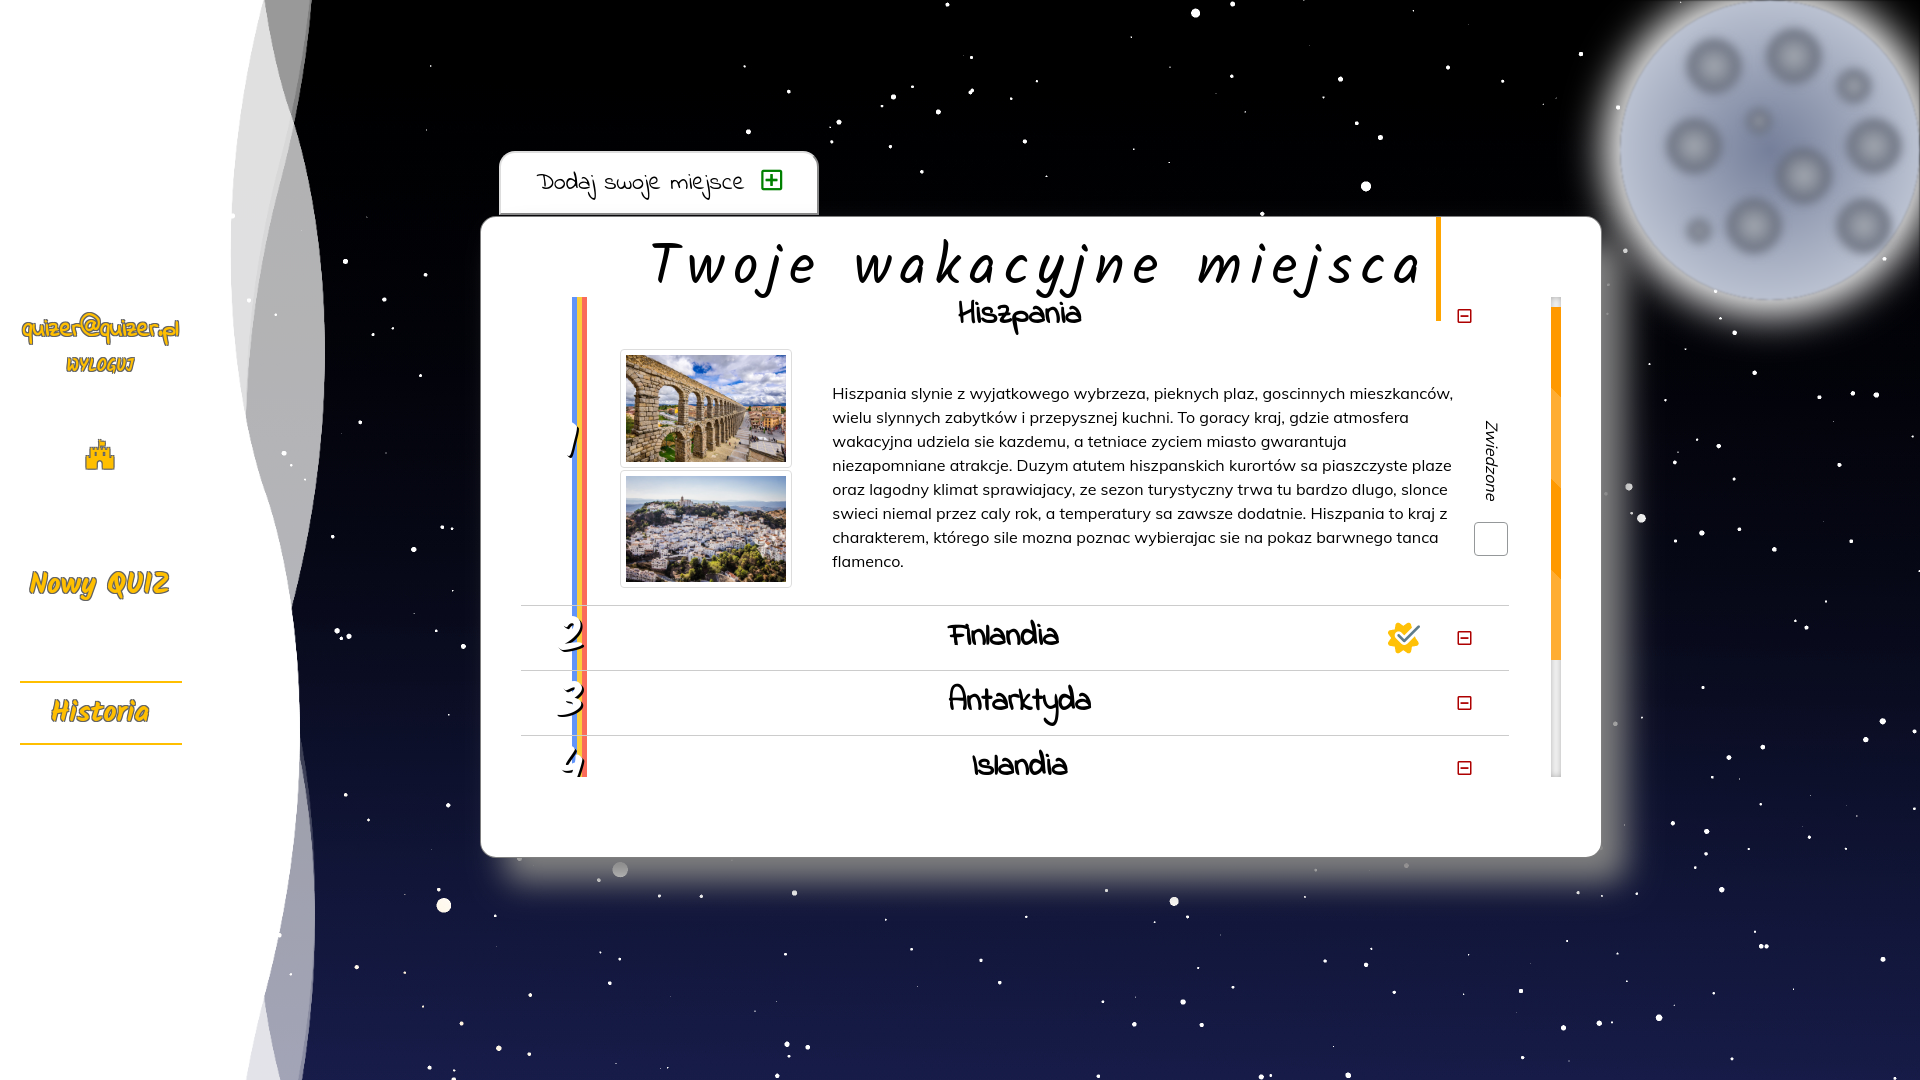 quizer@quizer.pl
WYLOGUJ
Nowy QUIZ
Historia
Dodaj swoje miejsce
Twoje wakacyjne miejsca
Hiszpania
1
Hiszpania slynie z wyjatkowego wybrzeza, pieknych plaz, goscinnych mieszkanców,
wielu slynnych zabytków i przepysznej kuchni. To goracy kraj, gdzie atmosfera
wakacyjna udziela sie kazdemu, a tetniace zyciem miasto gwarantuja
niezapomniane atrakcje. Duzym atutem hiszpanskich kurortów sa piaszczyste plaze
oraz lagodny klimat sprawiajacy, ze sezon turystyczny trwa tu bardzo dlugo, slonce
swieci niemal przez caly rok, a temperatury sa zawsze dodatnie. Hiszpania to kraj z
charakterem, którego sile mozna poznac wybierajac sie na pokaz barwnego tanca
flamenco.
Zwiedzone
2 Finlandia
3 Antarktyda
4 Islandia